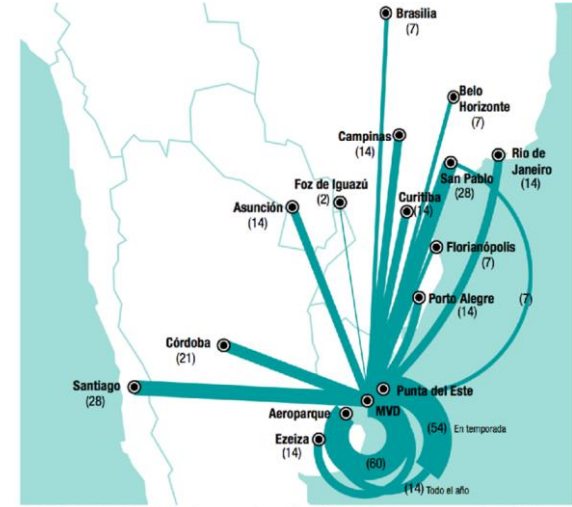 Brasilia
(7)
Belo
Horizonte
(7)
Campinas
(14)
Rio de
Janeiro
(14)
San Pablo
(28)
Foz de Iguazú
(2)
Curitiba
(14)
Asunción
(14)
Florianópolis
(7)
Porto Alegre
(14)
(7)
Córdoba
(21)
Santiago
(28)
Punta del Este
MVD
Aeroparque
Ezeiza
(14)
(54) En temporada
(60)
(14) Todo el año